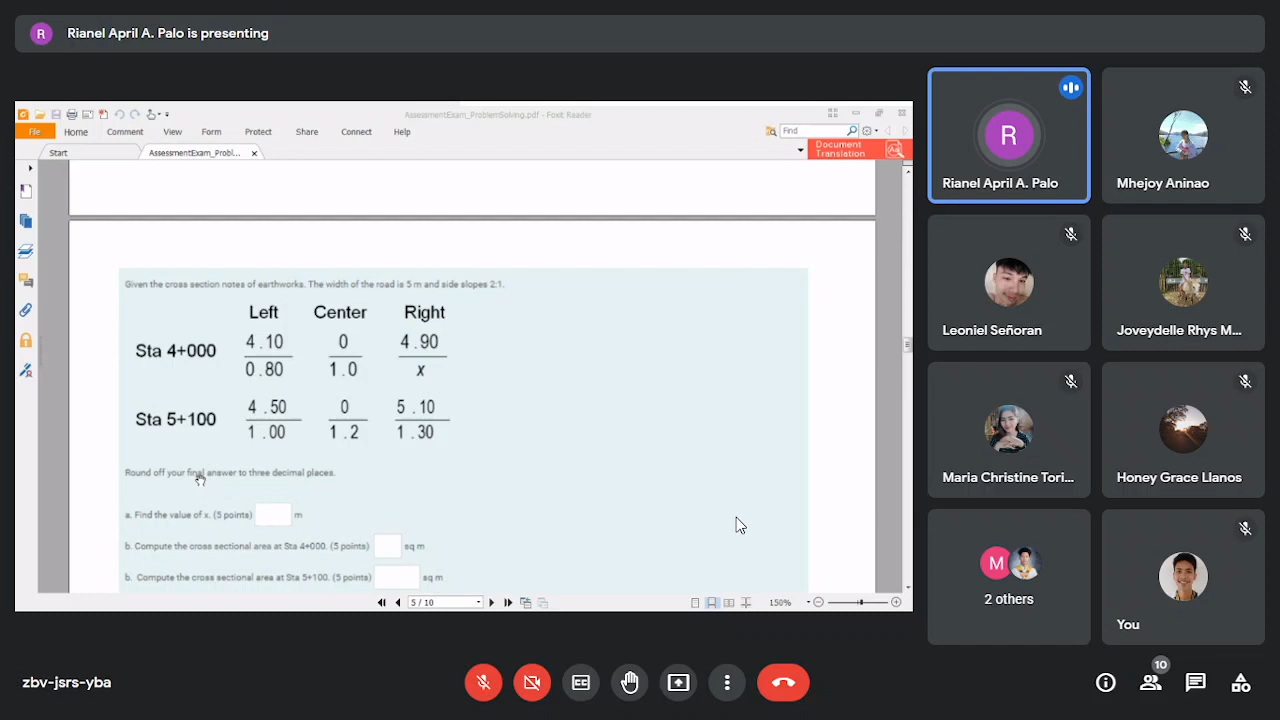 R
Rianel April A. Palo is presenting
AssessmentExam_ProblemSolving.pdf - Foxit Reader
File
Home
Comment
View
Form
Protect
Share
Connect
Help
Find
Start
AssessmentExam_Probl...
Document
Translation
Given the cross section notes of earthworks. The width of the road is 5 m and side slopes 2:1.
Left Center Right
Sta 4+000
4.10 0 4.90
0.80 1.0 x
Sta 5+100
4.50 0 5.10
1.00 1.2 1.30
Round off your final answer to three decimal places.
a. Find the value of x. (5 points) m
b. Compute the cross sectional area at Sta 4+000. (5 points) sq m
b. Compute the cross sectional area at Sta 5+100. (5 points) sq m
5 / 10
150%
R
Rianel April A. Palo
Mhejoy Aninao
Leoniel Señoran
Joveydelle Rhys M...
Maria Christine Tori...
Honey Grace Llanos
M
2 others
You
zbv-jsrs-yba
10